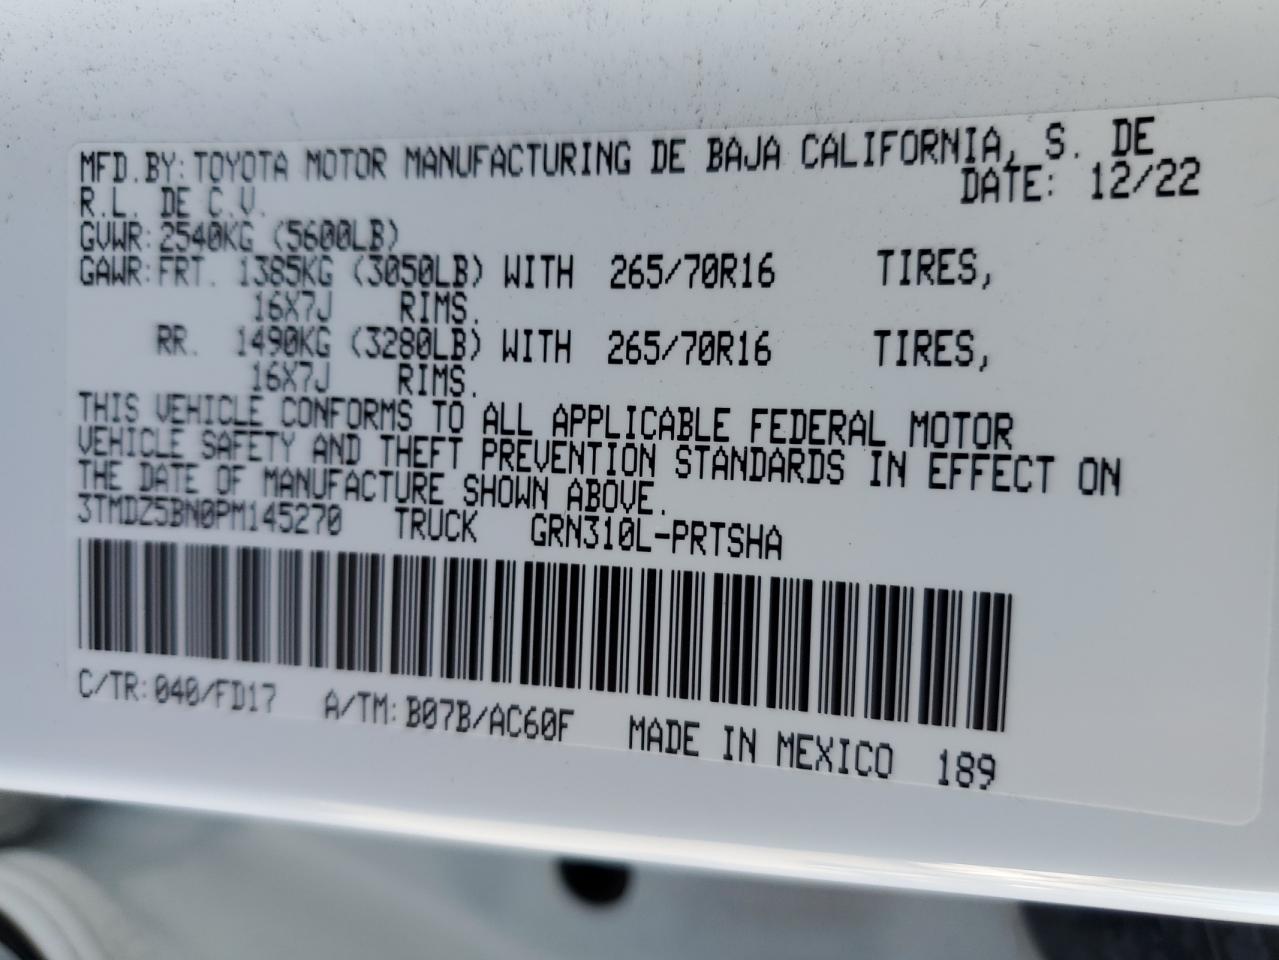 MFD.BY: TOYOTA MOTOR MANUFACTURING DE BAJA CALIFORNIA, S. DE
R.L. DE C.V. DATE: 12/22
GVWR: 2540KG (5600LB)
GAWR: FRT. 1385KG (3050LB) WITH 265/70R16 TIRES,
16X7J RIMS.
RR. 1490KG (3280LB) WITH 265/70R16 TIRES,
16X7J RIMS.
THIS VEHICLE CONFORMS TO ALL APPLICABLE FEDERAL MOTOR
VEHICLE SAFETY AND THEFT PREVENTION STANDARDS IN EFFECT ON
THE DATE OF MANUFACTURE SHOWN ABOVE.
3TMDZ5BN0PM145270 TRUCK GRN310L-PRTSHA
C/TR: 040/FD17 A/TM: B07B/AC60F MADE IN MEXICO 189